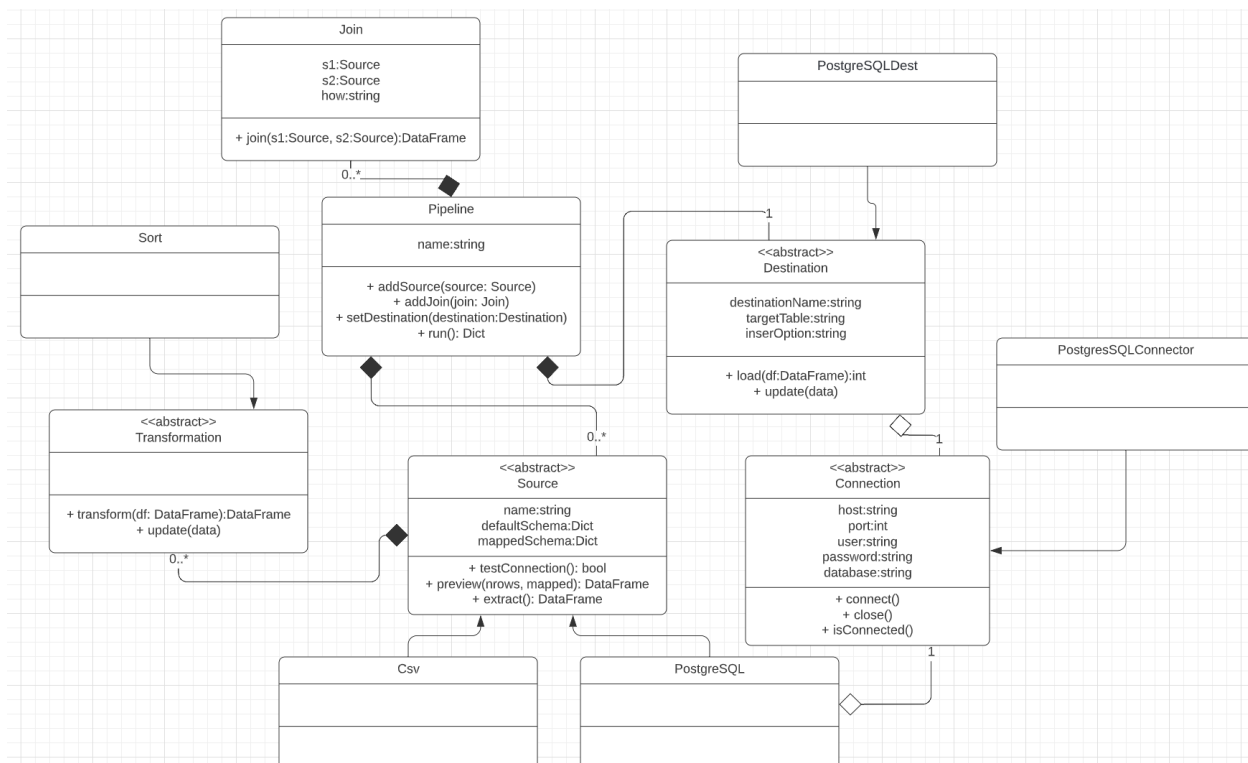 Join
s1:Source
s2:Source
how:string
+ join(s1:Source, s2:Source):DataFrame
0..*
PostgreSQLDest
Pipeline
name:string
+ addSource(source: Source)
+ addJoin(join: Join)
+ setDestination(destination:Destination)
+ run(): Dict
1
Sort
<<abstract>>
Destination
destinationName:string
targetTable:string
inserOption:string
+ load(df:DataFrame):int
+ update(data)
PostgresSQLConnector
<<abstract>>
Transformation
+ transform(df: DataFrame):DataFrame
+ update(data)
0..*
0..*
<<abstract>>
Source
name:string
defaultSchema:Dict
mappedSchema:Dict
+ testConnection(): bool
+ preview(nrows, mapped): DataFrame
+ extract(): DataFrame
1
<<abstract>>
Connection
host:string
port:int
user:string
password:string
database:string
+ connect()
+ close()
+ isConnected()
1
Csv
PostgreSQL